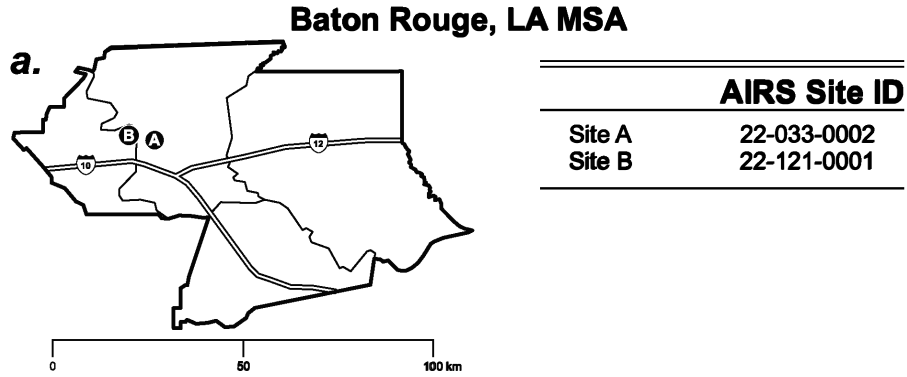 Baton Rouge, LA MSA
a.
AIRS Site ID
Site A 22-033-0002
Site B 22-121-0001
B A
10
12
0 50 100 km